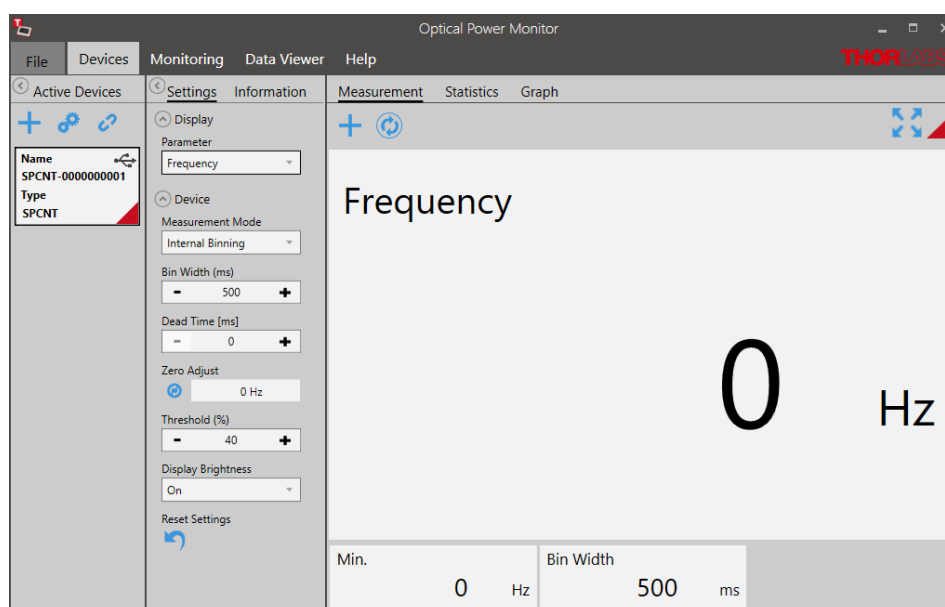 Optical Power Monitor
File Devices Monitoring Data Viewer Help
THORLABS
Active Devices
Name
SPCNT-0000000001
Type
SPCNT
Settings Information
Display
Parameter
Frequency
Device
Measurement Mode
Internal Binning
Bin Width (ms)
- 500 +
Dead Time [ms]
- 0 +
Zero Adjust
0 Hz
Threshold (%)
- 40 +
Display Brightness
On
Reset Settings
Measurement Statistics Graph
Frequency
0 Hz
Min.
0 Hz
Bin Width
500 ms